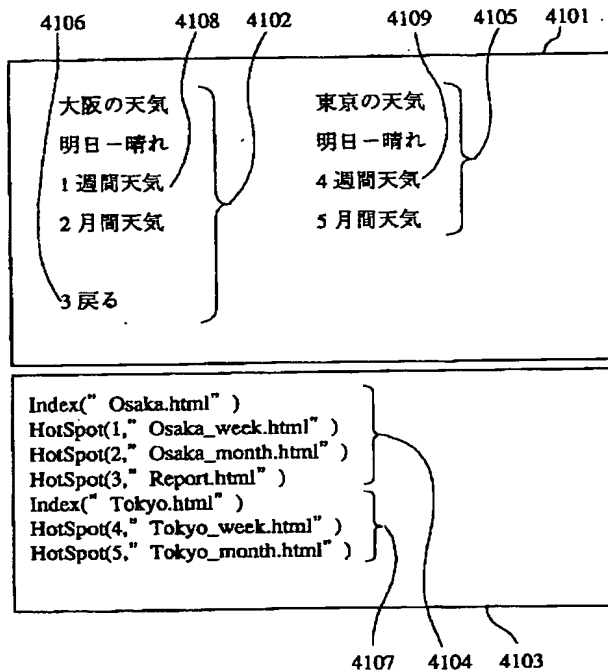 4106 4108 4102 4109 4105 4101
大阪の天気
明日ー晴れ
1週間天気
2月間天気
3戻る
東京の天気
明日ー晴れ
4週間天気
5月間天気
Index(" Osaka.html" )
HotSpot(1," Osaka_week.html" )
HotSpot(2," Osaka_month.html" )
HotSpot(3," Report.html" )
Index(" Tokyo.html" )
HotSpot(4," Tokyo_week.html" )
HotSpot(5," Tokyo_month.html" )
4107 4104 4103